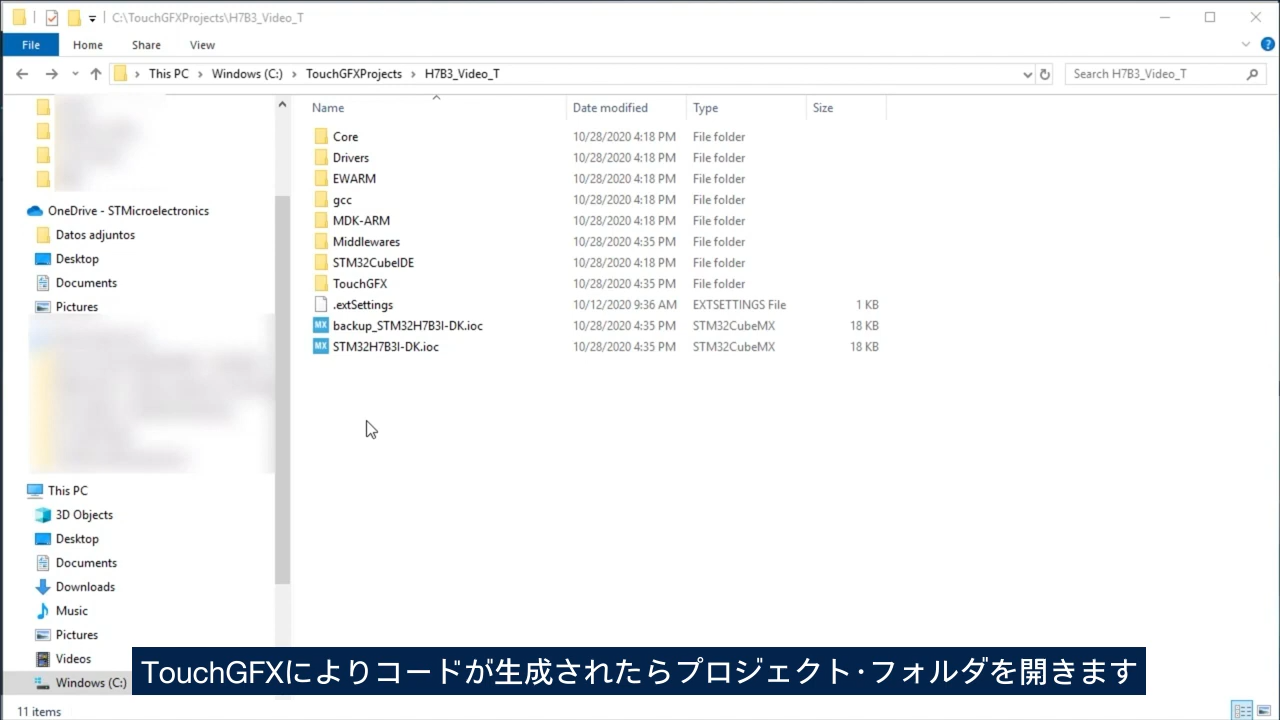 C:\TouchGFXProjects\H7B3_Video_T
File Home Share View
This PC > Windows (C:) > TouchGFXProjects > H7B3_Video_T
Search H7B3_Video_T
Name Date modified Type Size
Core 10/28/2020 4:18 PM File folder
Drivers 10/28/2020 4:18 PM File folder
EWARM 10/28/2020 4:18 PM File folder
gcc 10/28/2020 4:18 PM File folder
MDK-ARM 10/28/2020 4:18 PM File folder
Middlewares 10/28/2020 4:35 PM File folder
STM32CubeIDE 10/28/2020 4:18 PM File folder
TouchGFX 10/28/2020 4:35 PM File folder
.extSettings 10/12/2020 9:36 AM EXTSETTINGS File 1 KB
MX backup_STM32H7B3I-DK.ioc 10/28/2020 4:35 PM STM32CubeMX 18 KB
MX STM32H7B3I-DK.ioc 10/28/2020 4:35 PM STM32CubeMX 18 KB
OneDrive - STMicroelectronics
Datos adjuntos
Desktop
Documents
Pictures
This PC
3D Objects
Desktop
Documents
Downloads
Music
Pictures
Videos
Windows (C:)
TouchGFXによりコードが生成されたらプロジェクト･フォルダを開きます
11 items